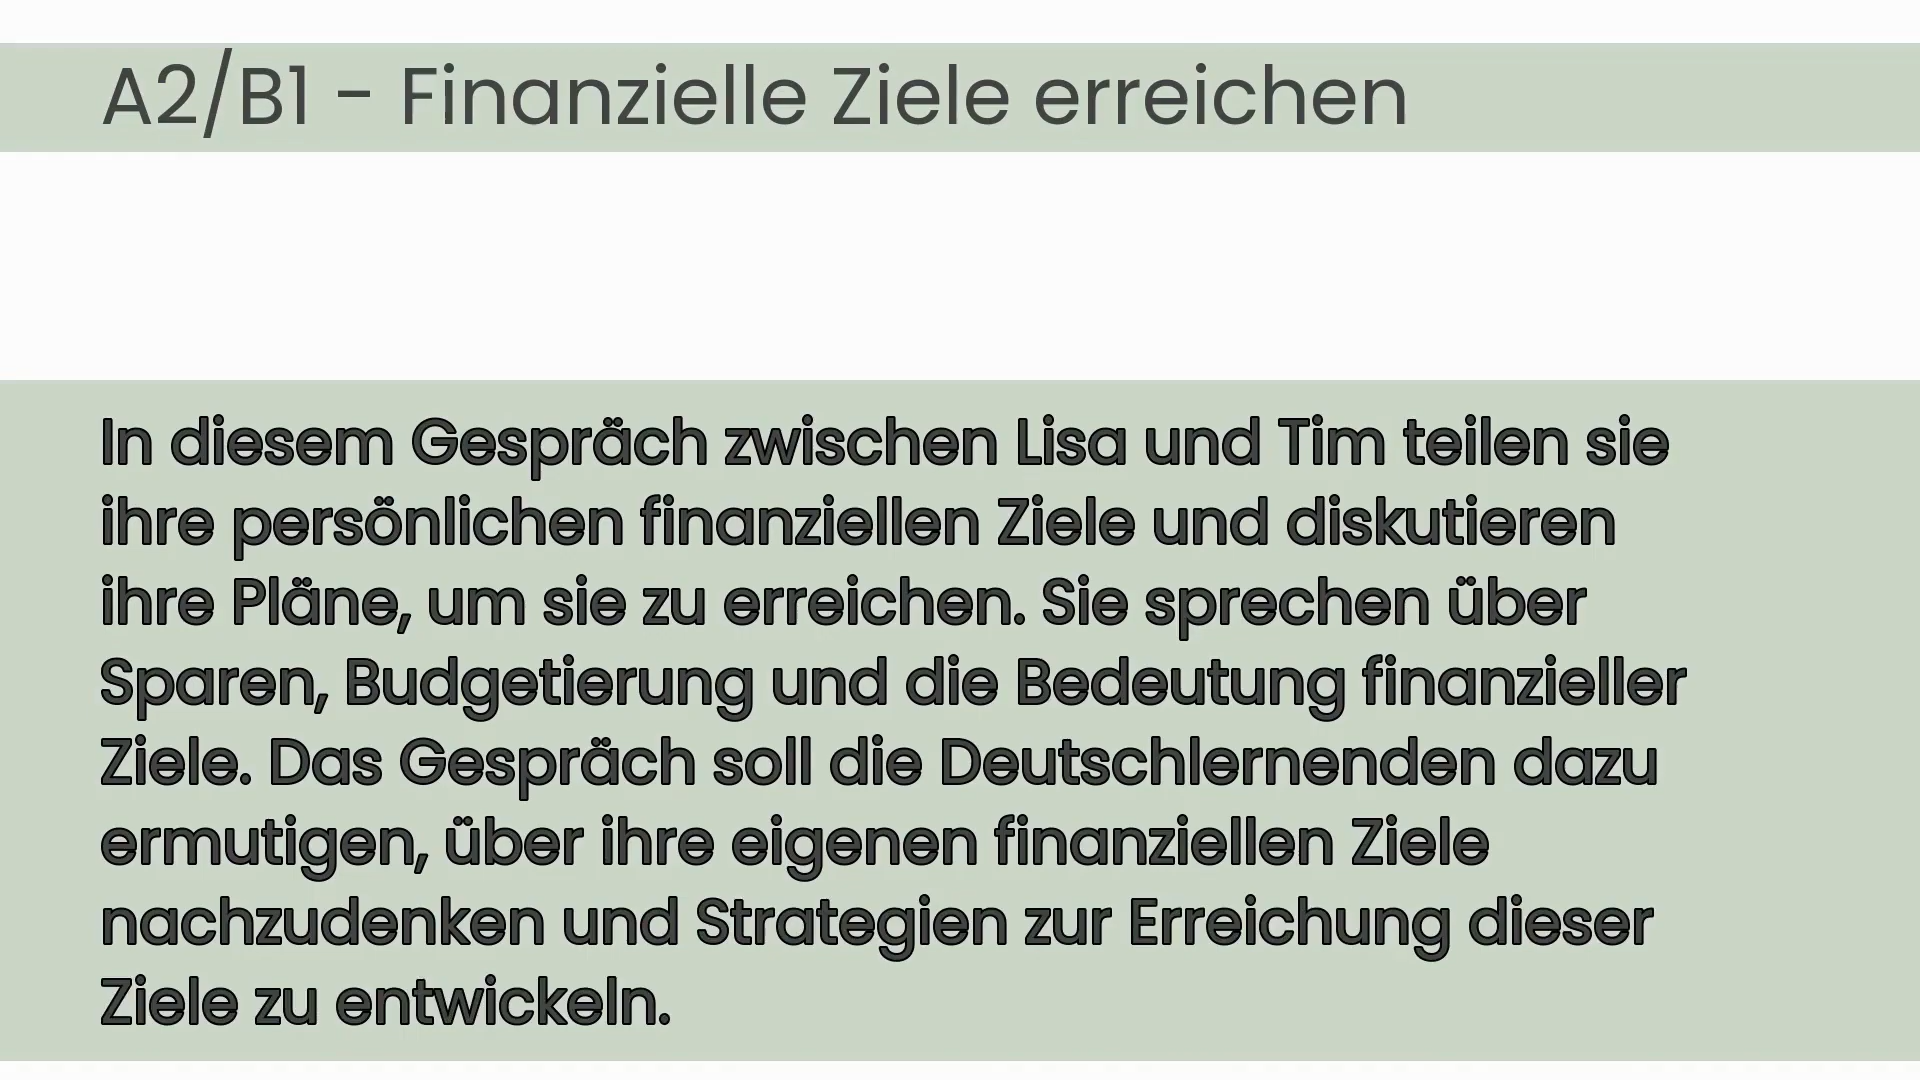 A2/B1 - Finanzielle Ziele erreichen
In diesem Gespräch zwischen Lisa und Tim teilen sie
ihre persönlichen finanziellen Ziele und diskutieren
ihre Pläne, um sie zu erreichen. Sie sprechen über
Sparen, Budgetierung und die Bedeutung finanzieller
Ziele. Das Gespräch soll die Deutschlernenden dazu
ermutigen, über ihre eigenen finanziellen Ziele
nachzudenken und Strategien zur Erreichung dieser
Ziele zu entwickeln.